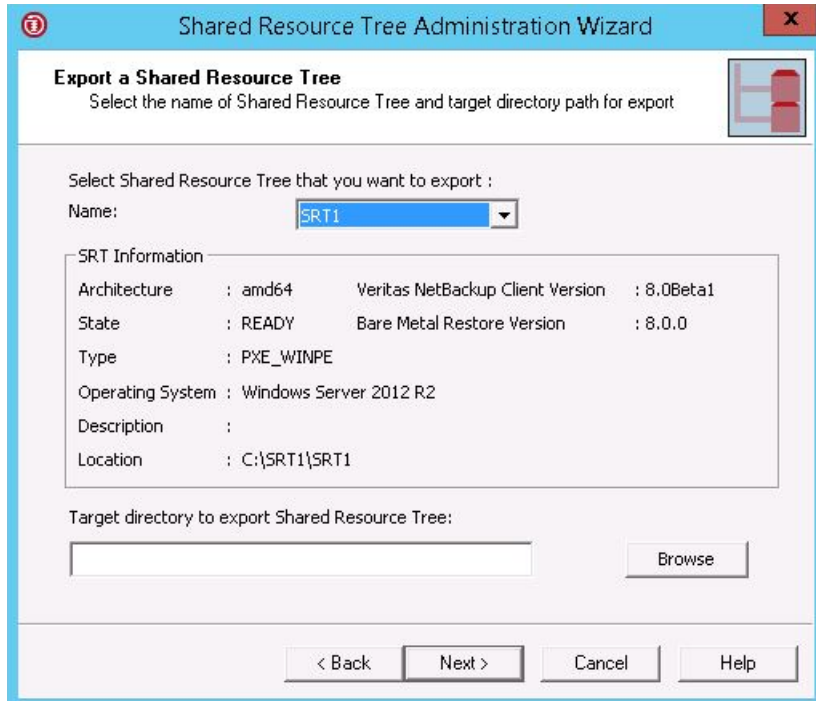 Shared Resource Tree Administration Wizard
x
Export a Shared Resource Tree
Select the name of Shared Resource Tree and target directory path for export
Select Shared Resource Tree that you want to export :
Name: SRT1
SRT Information
Architecture : amd64 Veritas NetBackup Client Version : 8.0Beta1
State : READY Bare Metal Restore Version : 8.0.0
Type : PXE_WINPE
Operating System : Windows Server 2012 R2
Description :
Location : C:\SRT1\SRT1
Target directory to export Shared Resource Tree:
Browse
< Back Next > Cancel Help